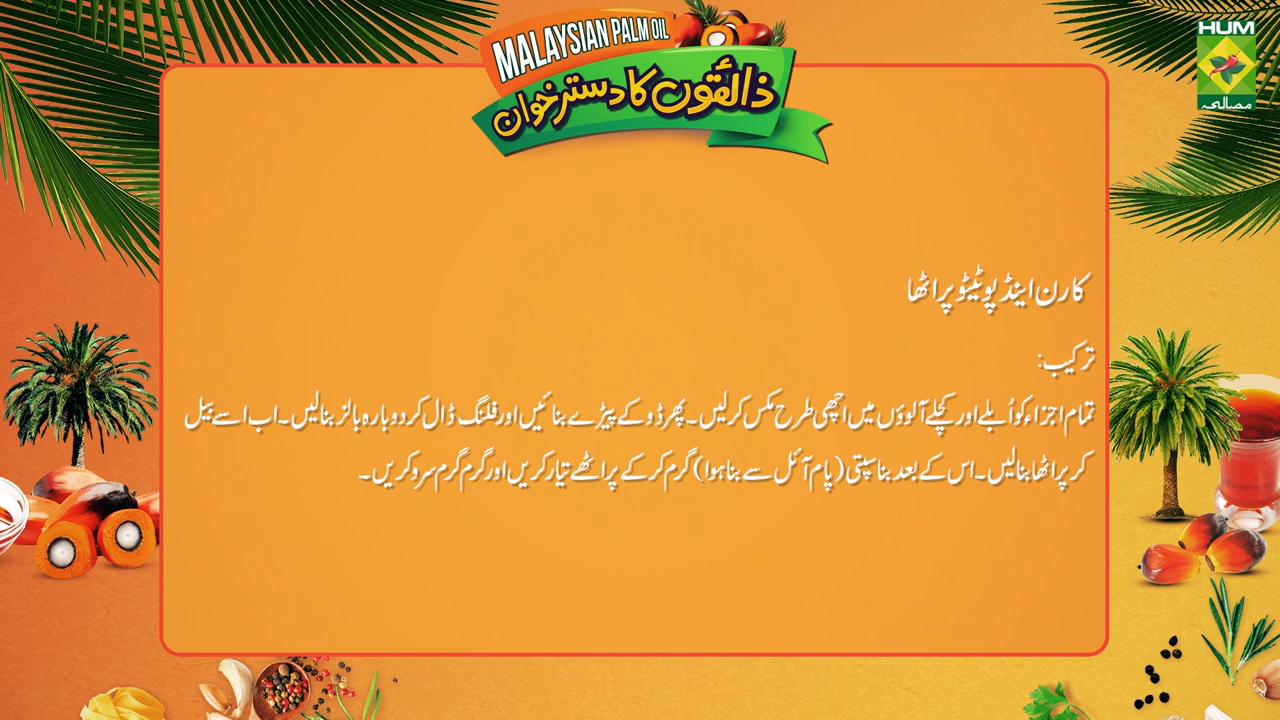 MALAYSIAN PALM OIL
ذائقوں کا دسترخوان
HUM
مصالحہ
کارن اینڈ پوٹیٹو پراٹھا
ترکیب:
تمام اجزاء کو اُبلے اور کچلے آلوؤں میں اچھی طرح مکس کرلیں۔ پھر ڈو کے پیڑے بنائیں اور فلنگ ڈال کر دوبارہ بالز بنالیں۔ اب اسے بیل
کر پراٹھا بنالیں۔ اس کے بعد بناسپتی (پام آئل سے بنا ہوا) گرم کر کے پراٹھے تیار کریں اور گرم گرم سرو کریں۔